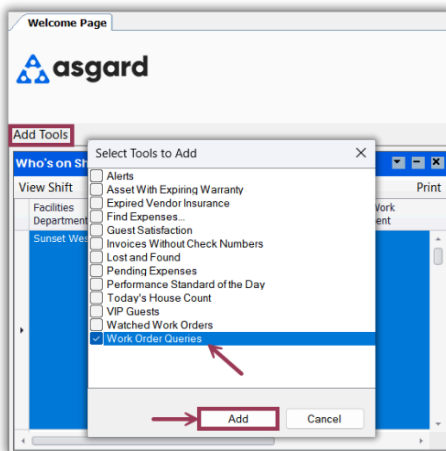 Welcome Page
asgard
Add Tools
Select Tools to Add
Who's on Sh
Alerts
Asset With Expiring Warranty
Expired Vendor Insurance
Find Expenses...
Guest Satisfaction
Invoices Without Check Numbers
Lost and Found
Pending Expenses
Performance Standard of the Day
Today's House Count
VIP Guests
Watched Work Orders
Work Order Queries
View Shift
Print
Facilities
Department
Work
ent
Sunset Wes
Add
Cancel